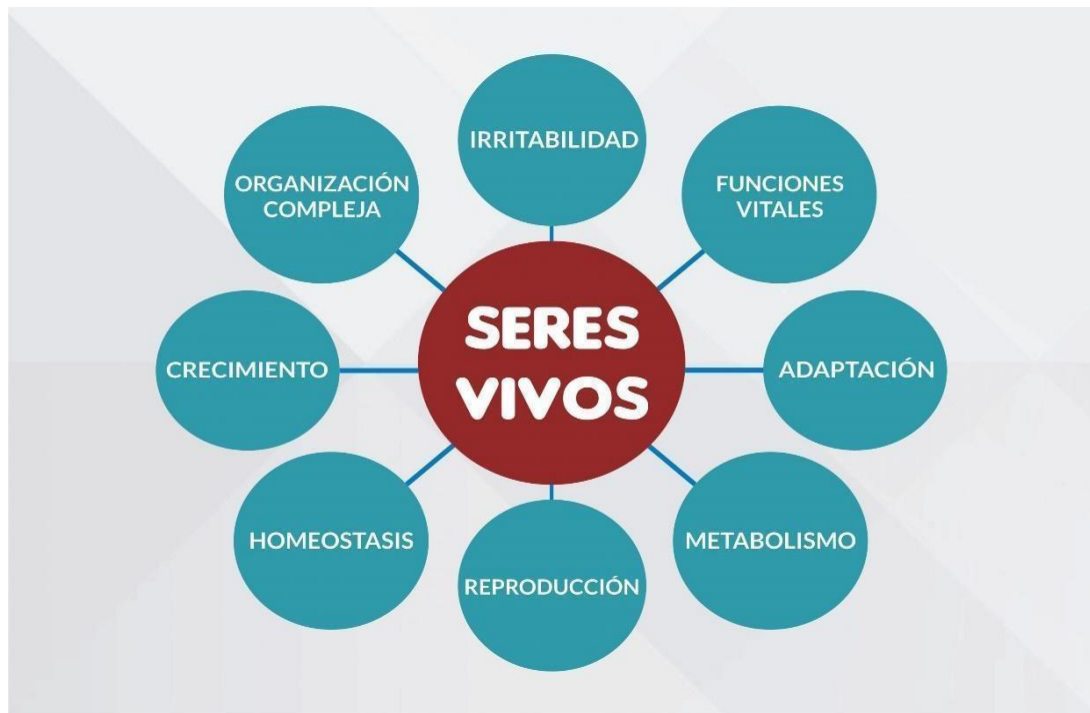 IRRITABILIDAD
ORGANIZACIÓN
COMPLEJA
FUNCIONES
VITALES
SERES
VIVOS
CRECIMIENTO
ADAPTACIÓN
HOMEOSTASIS
METABOLISMO
REPRODUCCIÓN